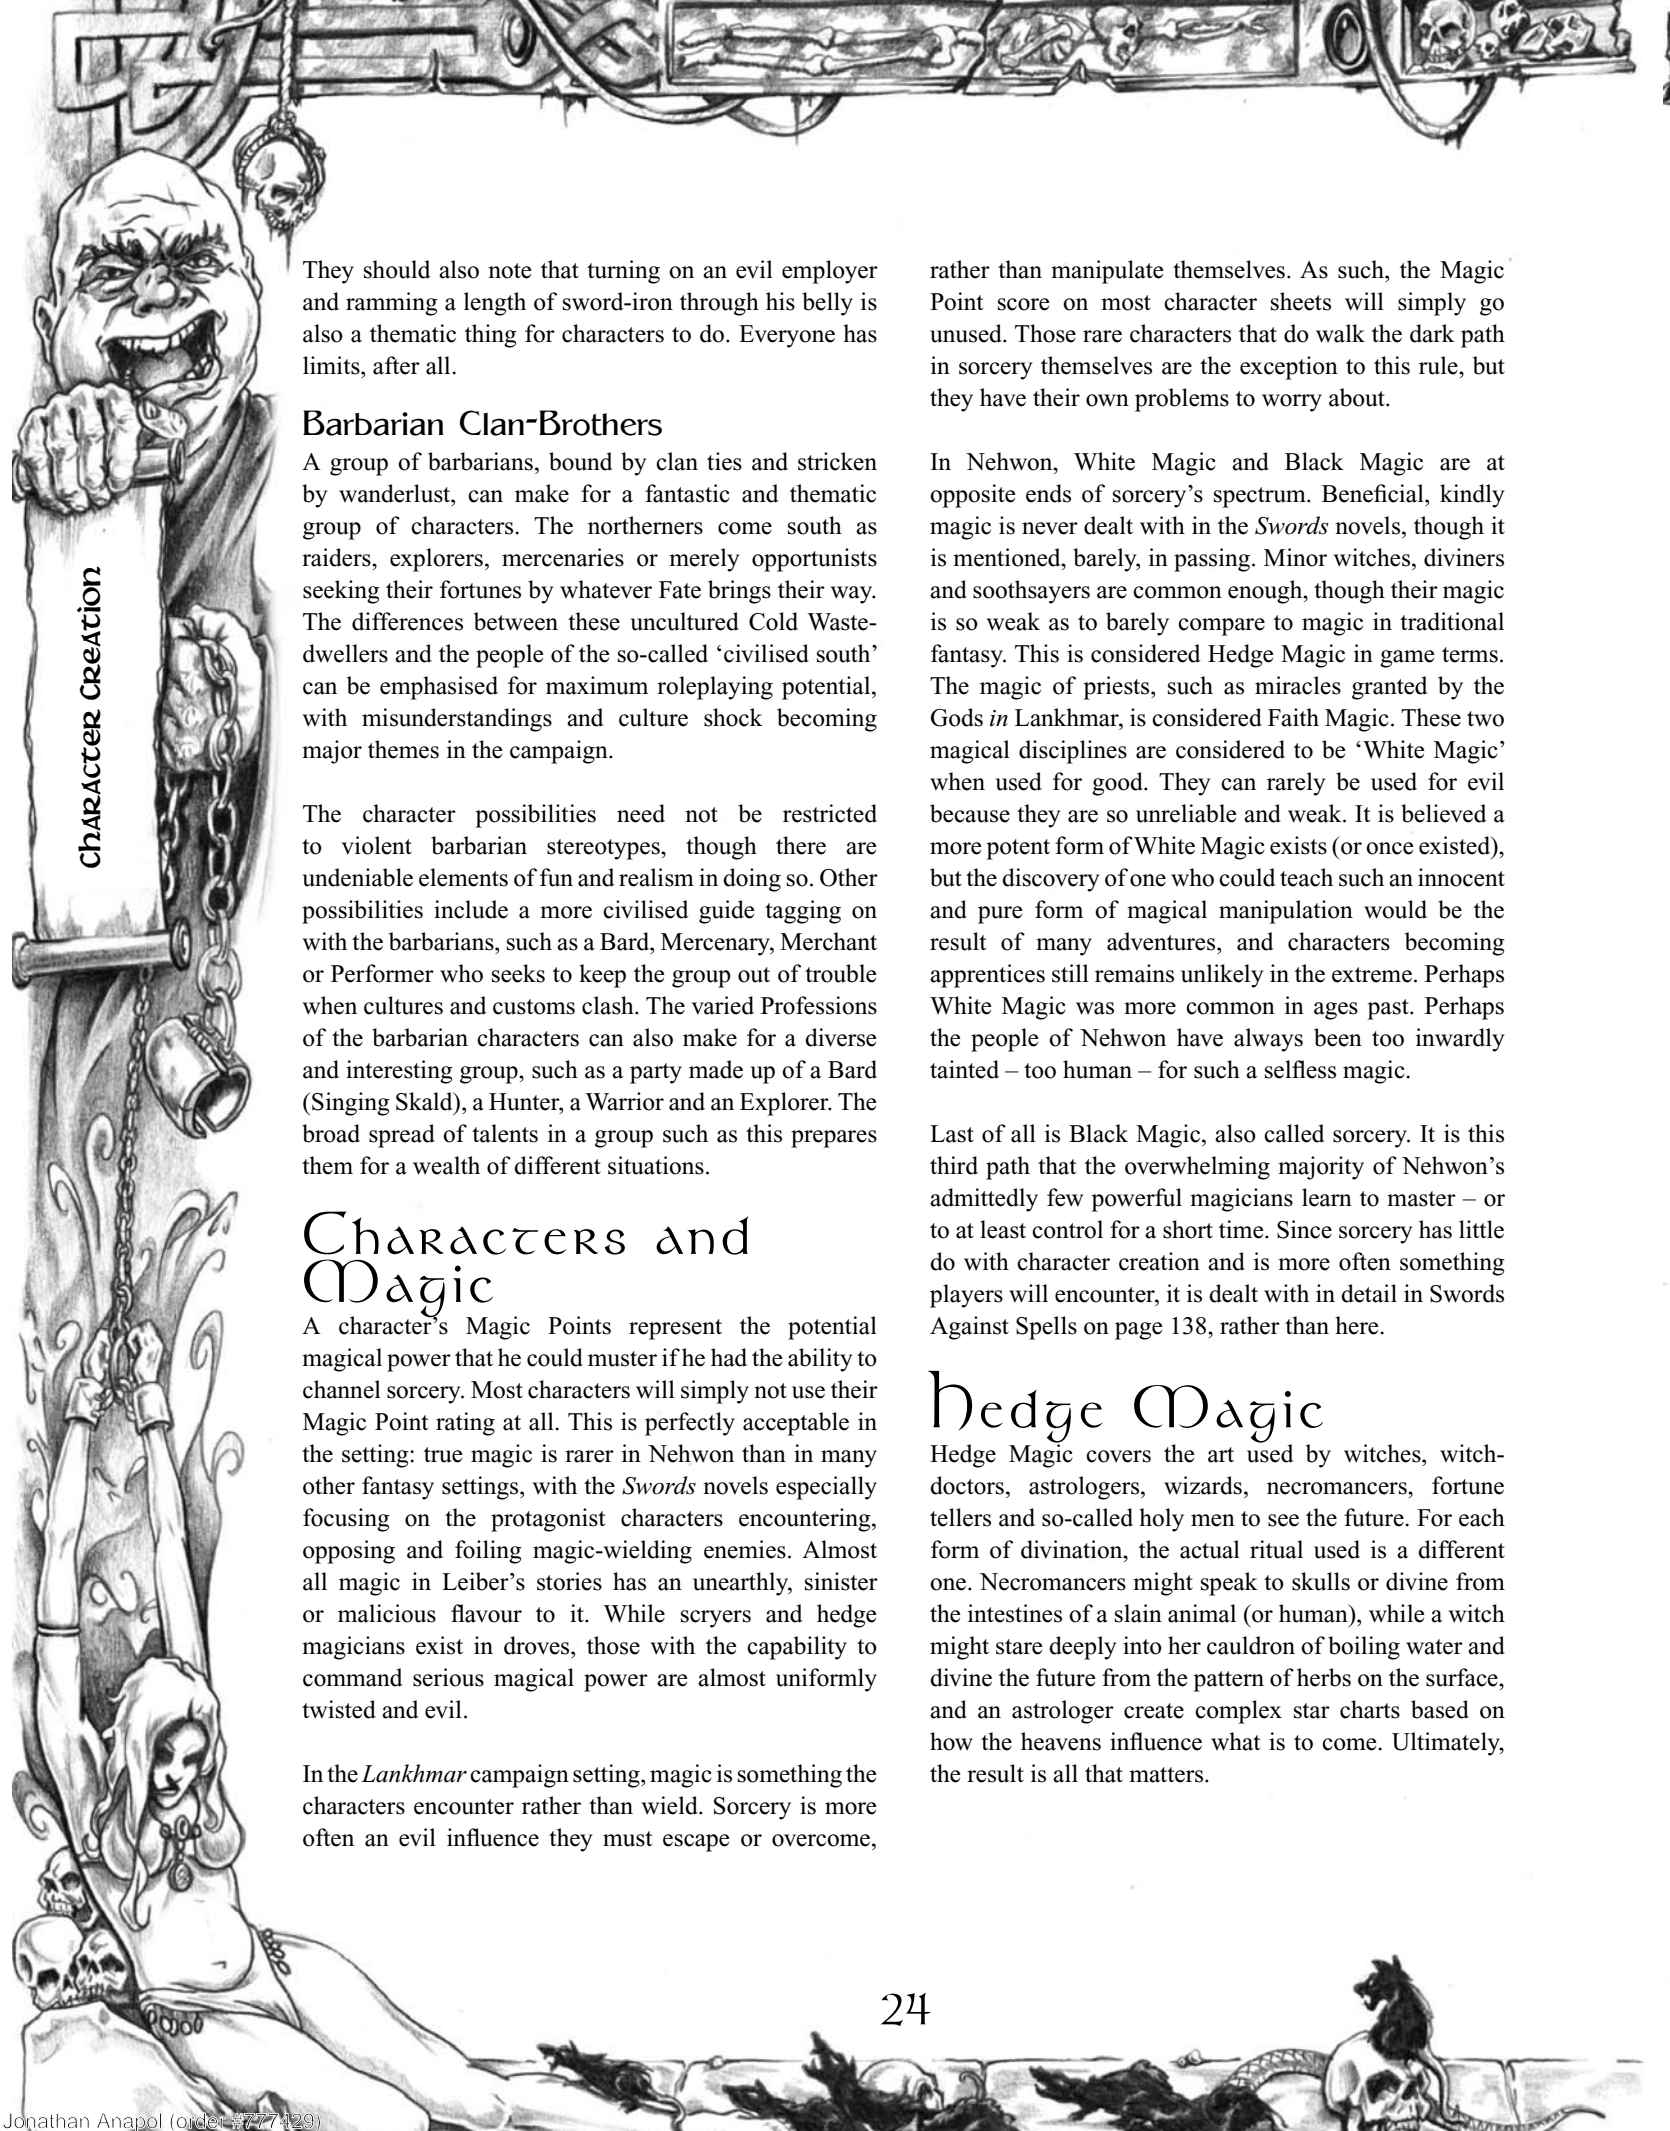 Character Creation
They should also note that turning on an evil employer
and ramming a length of sword-iron through his belly is
also a thematic thing for characters to do. Everyone has
limits, after all.
Barbarian Clan-Brothers
A group of barbarians, bound by clan ties and stricken
by wanderlust, can make for a fantastic and thematic
group of characters. The northerners come south as
raiders, explorers, mercenaries or merely opportunists
seeking their fortunes by whatever Fate brings their way.
The differences between these uncultured Cold Waste-
dwellers and the people of the so-called ‘civilised south’
can be emphasised for maximum roleplaying potential,
with misunderstandings and culture shock becoming
major themes in the campaign.
The character possibilities need not be restricted
to violent barbarian stereotypes, though there are
undeniable elements of fun and realism in doing so. Other
possibilities include a more civilised guide tagging on
with the barbarians, such as a Bard, Mercenary, Merchant
or Performer who seeks to keep the group out of trouble
when cultures and customs clash. The varied Professions
of the barbarian characters can also make for a diverse
and interesting group, such as a party made up of a Bard
(Singing Skald), a Hunter, a Warrior and an Explorer. The
broad spread of talents in a group such as this prepares
them for a wealth of different situations.
Characters and
Magic
A character’s Magic Points represent the potential
magical power that he could muster if he had the ability to
channel sorcery. Most characters will simply not use their
Magic Point rating at all. This is perfectly acceptable in
the setting: true magic is rarer in Nehwon than in many
other fantasy settings, with the Swords novels especially
focusing on the protagonist characters encountering,
opposing and foiling magic-wielding enemies. Almost
all magic in Leiber’s stories has an unearthly, sinister
or malicious flavour to it. While scryers and hedge
magicians exist in droves, those with the capability to
command serious magical power are almost uniformly
twisted and evil.
In the Lankhmar campaign setting, magic is something the
characters encounter rather than wield. Sorcery is more
often an evil influence they must escape or overcome,
rather than manipulate themselves. As such, the Magic
Point score on most character sheets will simply go
unused. Those rare characters that do walk the dark path
in sorcery themselves are the exception to this rule, but
they have their own problems to worry about.
In Nehwon, White Magic and Black Magic are at
opposite ends of sorcery’s spectrum. Beneficial, kindly
magic is never dealt with in the Swords novels, though it
is mentioned, barely, in passing. Minor witches, diviners
and soothsayers are common enough, though their magic
is so weak as to barely compare to magic in traditional
fantasy. This is considered Hedge Magic in game terms.
The magic of priests, such as miracles granted by the
Gods in Lankhmar, is considered Faith Magic. These two
magical disciplines are considered to be ‘White Magic’
when used for good. They can rarely be used for evil
because they are so unreliable and weak. It is believed a
more potent form of White Magic exists (or once existed),
but the discovery of one who could teach such an innocent
and pure form of magical manipulation would be the
result of many adventures, and characters becoming
apprentices still remains unlikely in the extreme. Perhaps
White Magic was more common in ages past. Perhaps
the people of Nehwon have always been too inwardly
tainted – too human – for such a selfless magic.
Last of all is Black Magic, also called sorcery. It is this
third path that the overwhelming majority of Nehwon’s
admittedly few powerful magicians learn to master – or
to at least control for a short time. Since sorcery has little
do with character creation and is more often something
players will encounter, it is dealt with in detail in Swords
Against Spells on page 138, rather than here.
Hedge Magic
Hedge Magic covers the art used by witches, witch-
doctors, astrologers, wizards, necromancers, fortune
tellers and so-called holy men to see the future. For each
form of divination, the actual ritual used is a different
one. Necromancers might speak to skulls or divine from
the intestines of a slain animal (or human), while a witch
might stare deeply into her cauldron of boiling water and
divine the future from the pattern of herbs on the surface,
and an astrologer create complex star charts based on
how the heavens influence what is to come. Ultimately,
the result is all that matters.
24
Jonathan Anapol (order #777429)